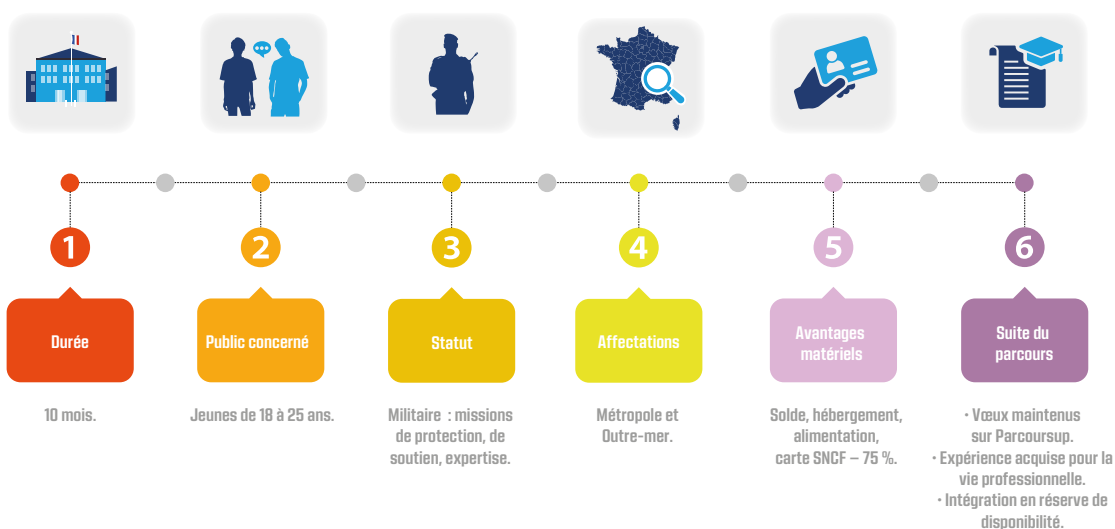 1
2
3
4
5
6
Durée
Public concerné
Statut
Affectations
Avantages
matériels
Suite du
parcours
10 mois.
Jeunes de 18 à 25 ans.
Militaire : missions
de protection, de
soutien, expertise.
Métropole et
Outre-mer.
Solde, hébergement,
alimentation,
carte SNCF – 75 %.
• Vœux maintenus
sur Parcoursup.
• Expérience acquise pour la
vie professionnelle.
• Intégration en réserve de
disponibilité.